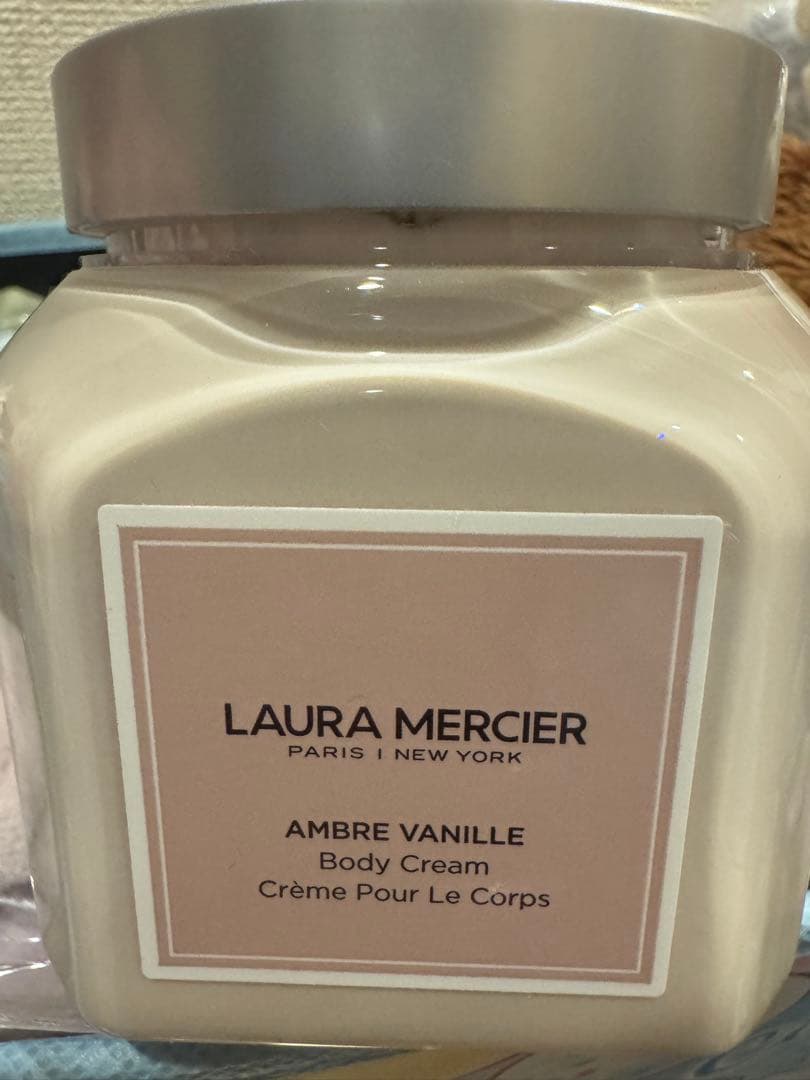 LAURA MERCIER
PARIS | NEW YORK
AMBRE VANILLE
Body Cream
Crème Pour Le Corps